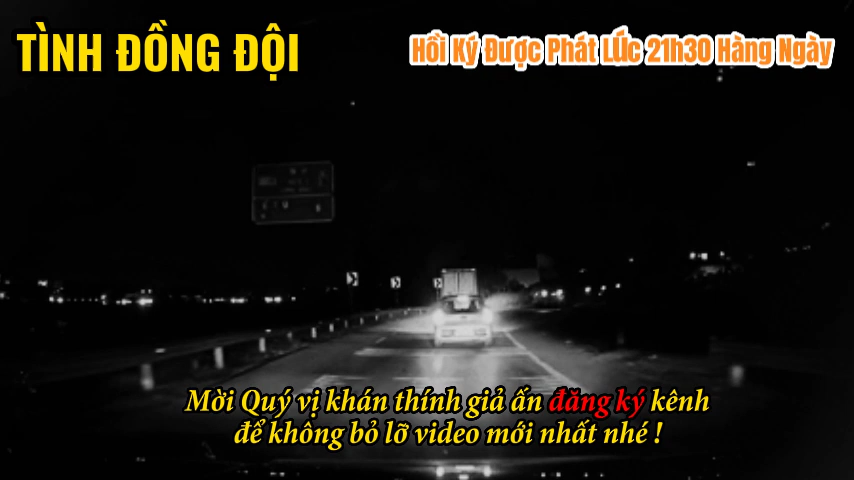 TÌNH ĐỒNG ĐỘI
Hồi Ký Được Phát LÚc 21h30 Hàng Ngày
Mời Quý vị khán thính giả ấn đăng ký kênh
để không bỏ lỡ video mới nhất nhé !